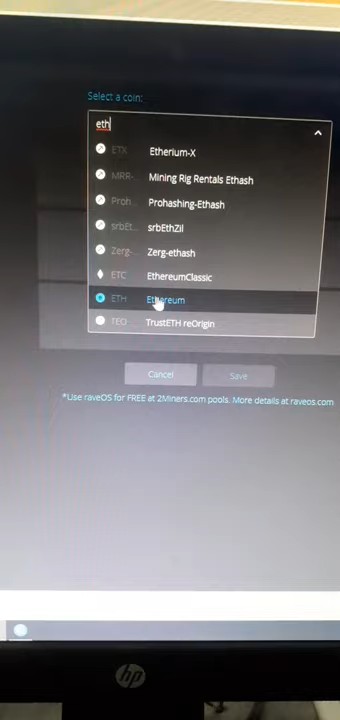 Select a coin:
eth
ETX Etherium-X
MRR- Mining Rig Rentals Ethash
Proh... Prohashing-Ethash
srbEt... srbEthZil
Zerg- Zerg-ethash
ETC EthereumClassic
ETH Ethereum
TEO TrustETH reOrigin
Cancel Save
*Use raveOS for FREE at 2Miners.com pools. More details at raveos.com
hp